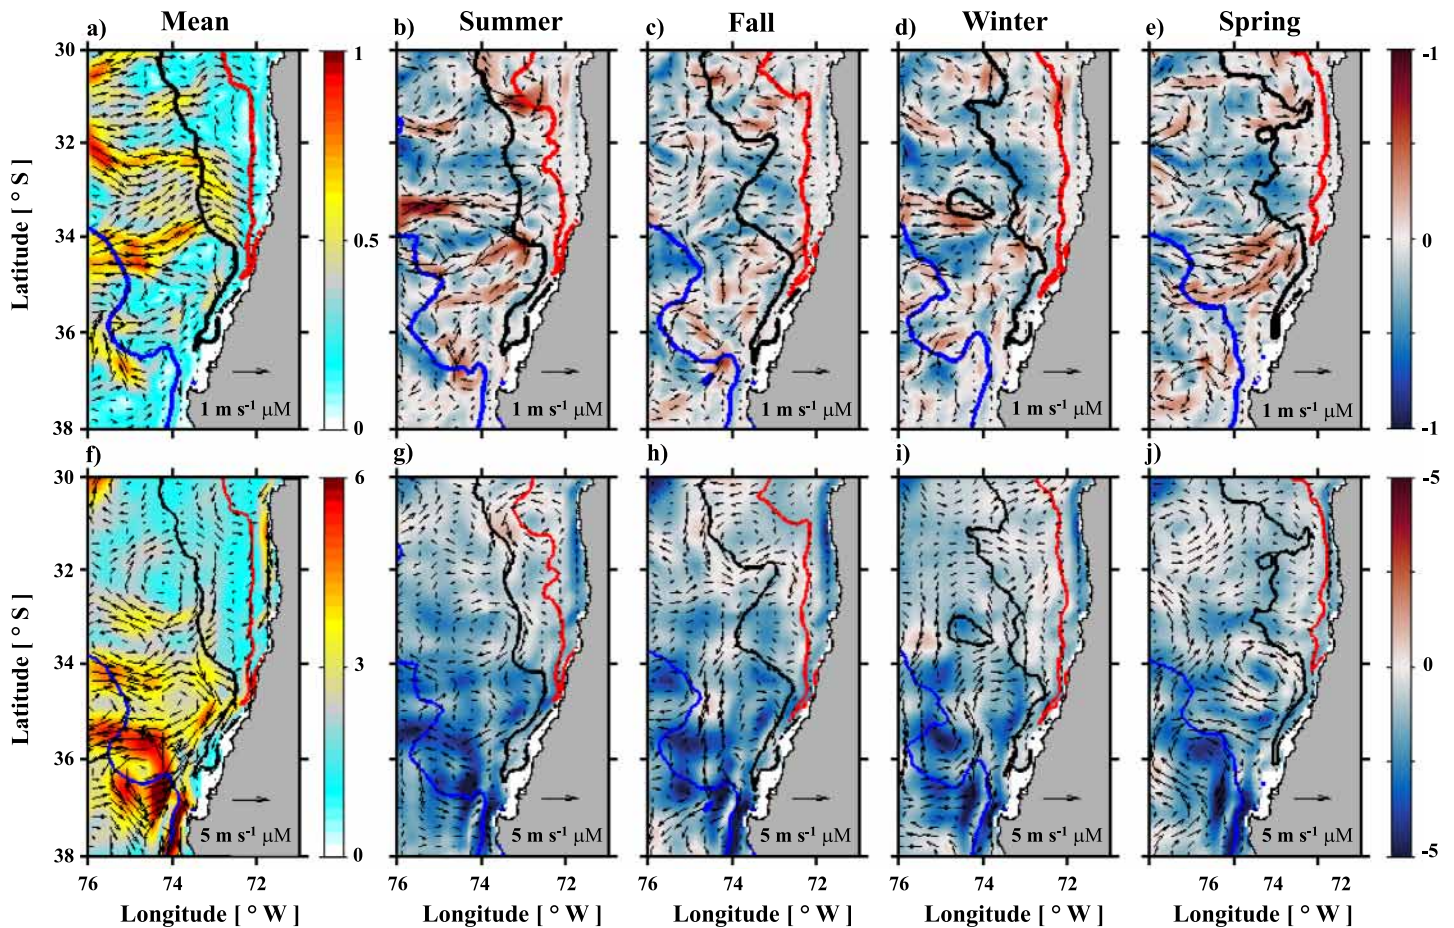 a) Mean b) Summer c) Fall d) Winter e) Spring
30 1 -1
32
Latitude [ ° S ] 34 0.5 0
36
1 m s⁻¹ μM 1 m s⁻¹ μM 1 m s⁻¹ μM 1 m s⁻¹ μM 1 m s⁻¹ μM
38 0 -1
f) g) h) i) j)
30 6 -5
32
Latitude [ ° S ] 34 3 0
36
5 m s⁻¹ μM 5 m s⁻¹ μM 5 m s⁻¹ μM 5 m s⁻¹ μM 5 m s⁻¹ μM
38 0 -5
76 74 72 76 74 72 76 74 72 76 74 72 76 74 72
Longitude [ ° W ] Longitude [ ° W ] Longitude [ ° W ] Longitude [ ° W ] Longitude [ ° W ]